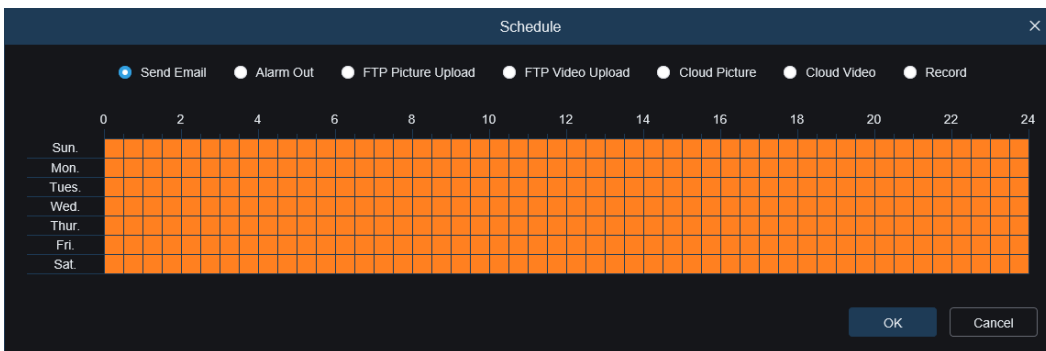 Schedule
Send Email Alarm Out FTP Picture Upload FTP Video Upload Cloud Picture Cloud Video Record
0 2 4 6 8 10 12 14 16 18 20 22 24
Sun.
Mon.
Tues.
Wed.
Thur.
Fri.
Sat.
OK Cancel